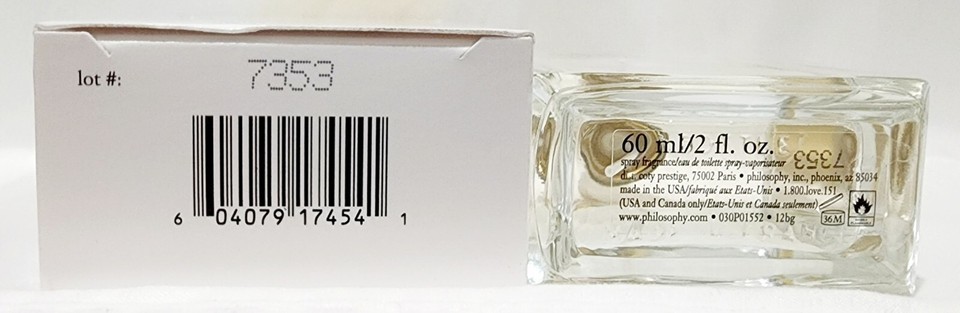 lot #:
7353
6 04079 17454 1
60 ml/2 fl. oz.
spray fragrance/eau de toilette spray-vaporisateur
7353
dist. coty prestige, 75002 Paris • philosophy, inc., phoenix, az 85034
made in the USA/fabriqué aux Etats-Unis • 1.800.love.151
(USA and Canada only/Etats-Unis et Canada seulement)
36M
www.philosophy.com • 030P01552 • 12bg